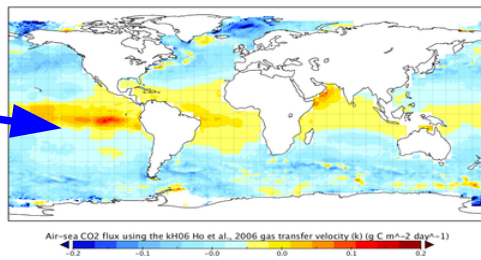 Air-sea CO2 flux using the kH06 Ho et al., 2006 gas transfer velocity (k) (g C m^-2 day^-1)
-0.2 -0.1 -0.0 0.0 0.1 0.2